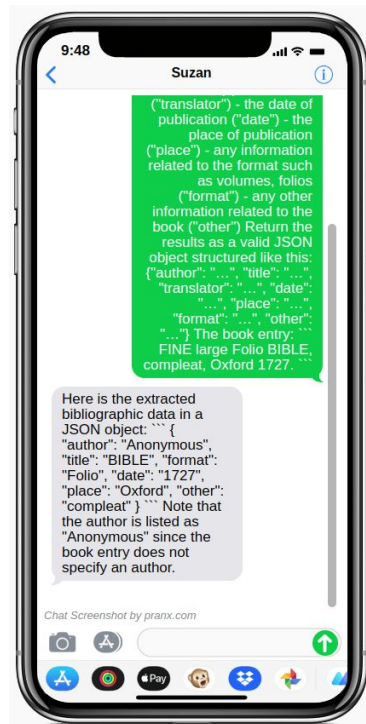 9:48
Suzan
("translator") - the date of
publication ("date") - the
place of publication
("place") - any information
related to the format such
as volumes, folios
("format") - any other
information related to the
book ("other") Return the
results as a valid JSON
object structured like this:
{"author": "...", "title": "...",
"translator": "...", "date":
"...", "place": "...",
"format": "...", "other":
"..."} The book entry: ```
FINE large Folio BIBLE,
compleat, Oxford 1727. ```
Here is the extracted
bibliographic data in a
JSON object: ``` {
"author": "Anonymous",
"title": "BIBLE", "format":
"Folio", "date": "1727",
"place": "Oxford", "other":
"compleat" } ``` Note that
the author is listed as
"Anonymous" since the
book entry does not
specify an author.
Chat Screenshot by pranx.com
Pay